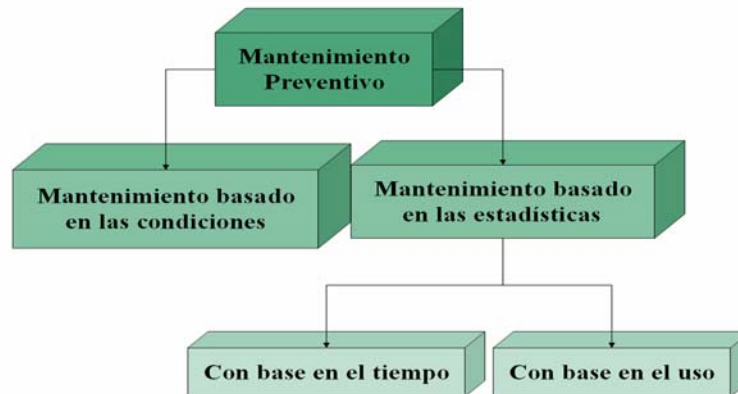 Mantenimiento
Preventivo
Mantenimiento basado
en las condiciones
Mantenimiento basado
en las estadísticas
Con base en el tiempo
Con base en el uso